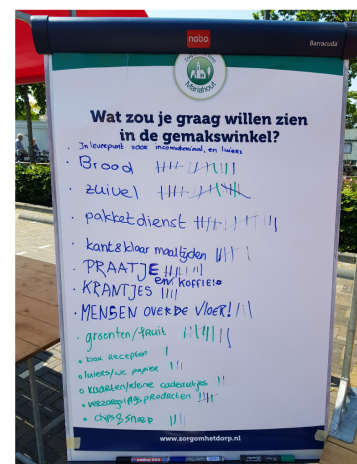 nobo
Barracuda
Mariahout
Wat zou je graag willen zien
in de gemakswinkel?
· Inleverpunt voor incomateriaal, en luiers
· Brood
· zuivel
· pakketdienst
· kant&klaar maaltijden
· PRAATJE
en koffie!
· KRANTJES
· MENSEN OVER DE VLOER!
· groenten/fruit
· box recepten
· luiers/wc papier
· kaarten/kleine cadeautjes
· verzorgings producten
· chips & snoep
www.zorgomhetdorp.nl